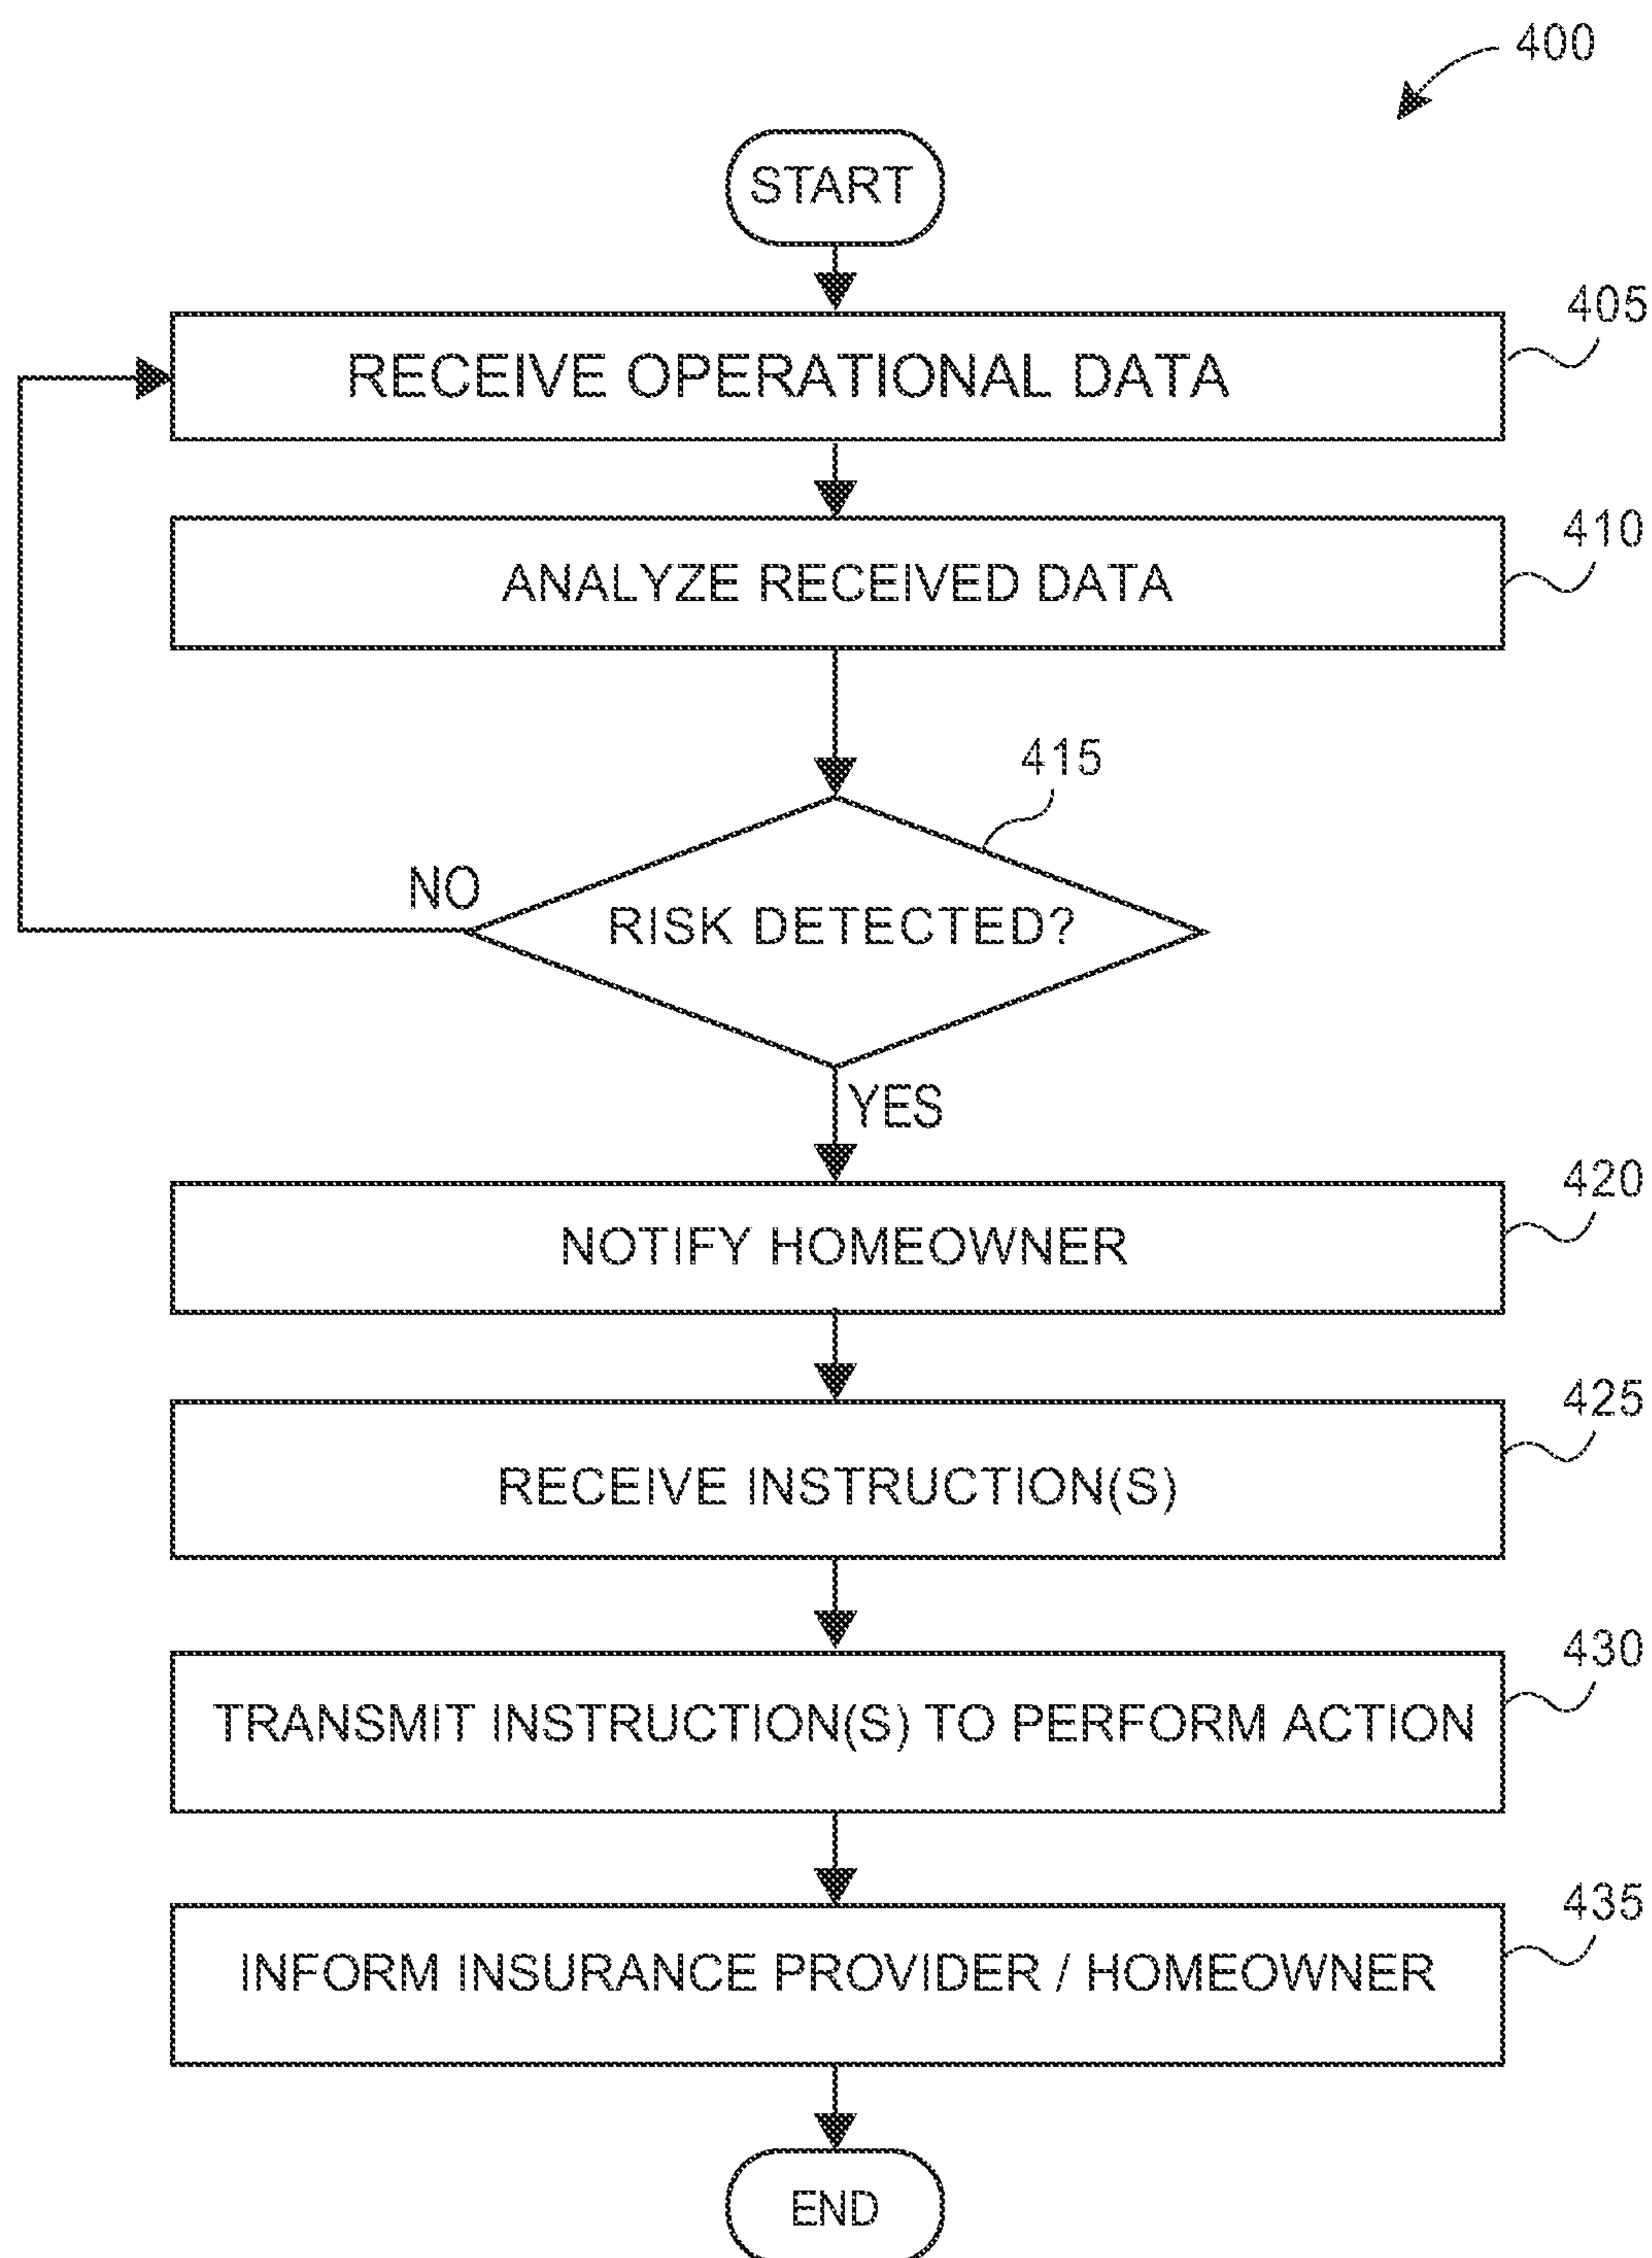 400
START
405
RECEIVE OPERATIONAL DATA
410
ANALYZE RECEIVED DATA
415
NO
RISK DETECTED?
YES
420
NOTIFY HOMEOWNER
425
RECEIVE INSTRUCTION(S)
430
TRANSMIT INSTRUCTION(S) TO PERFORM ACTION
435
INFORM INSURANCE PROVIDER / HOMEOWNER
END